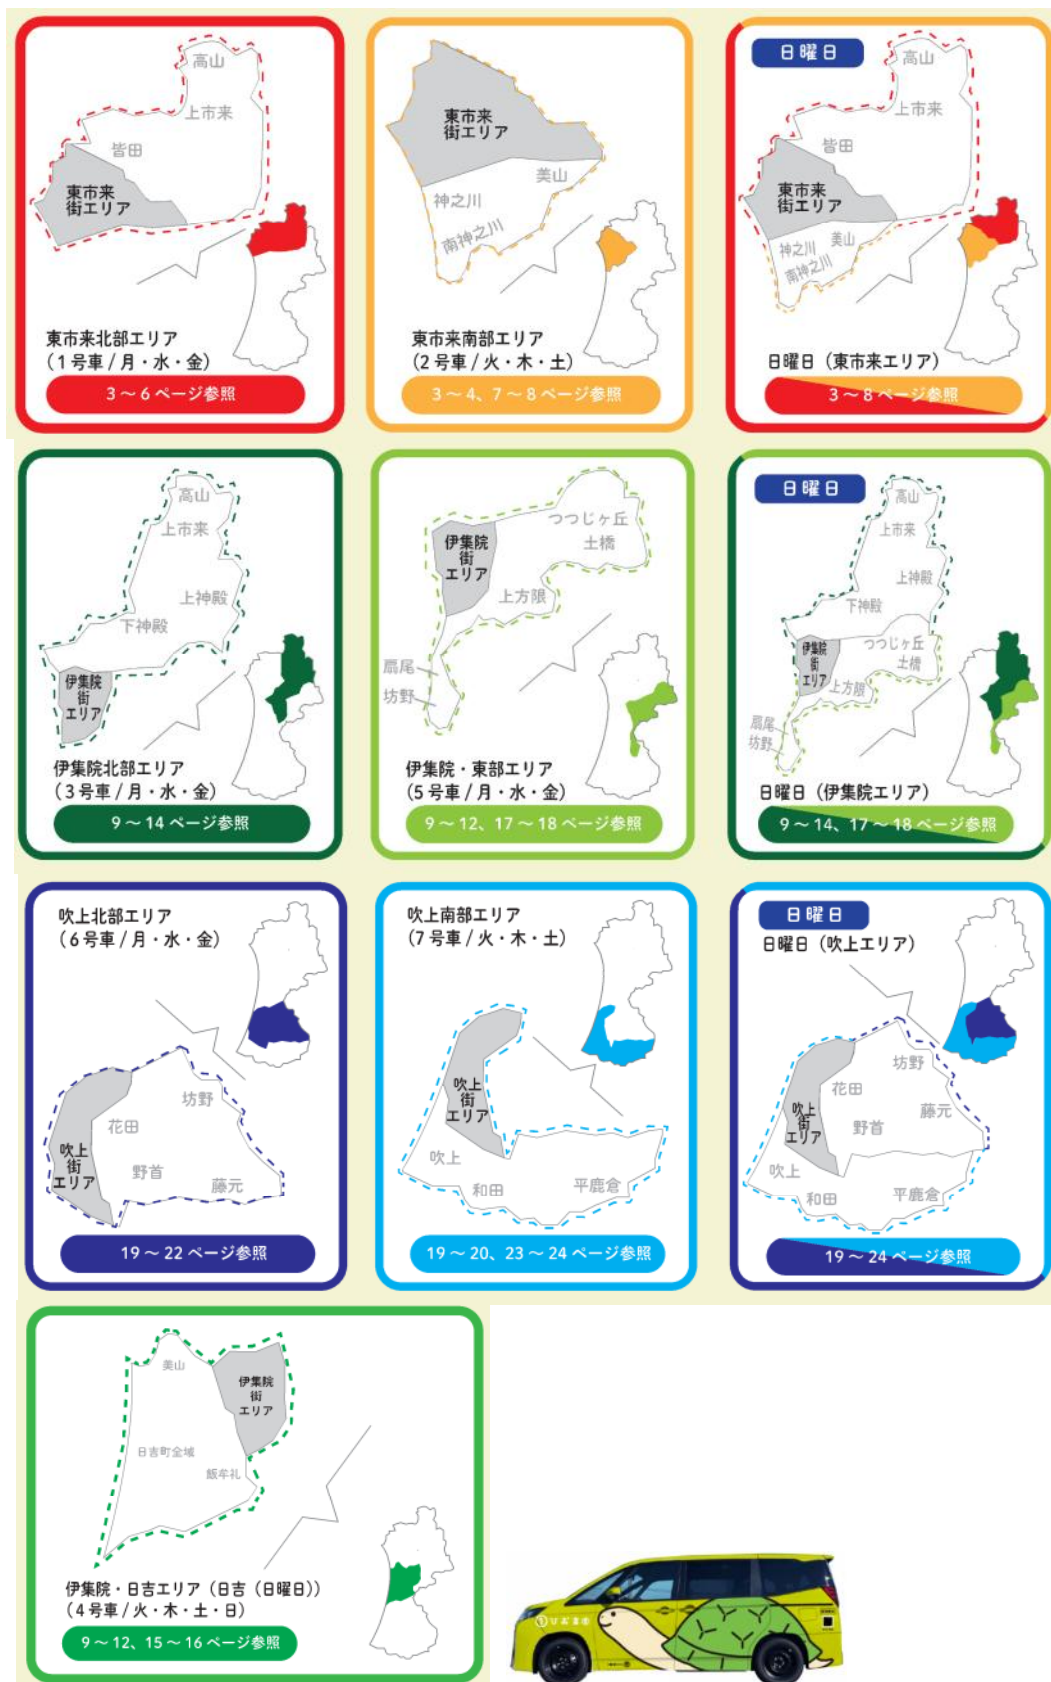 高山
上市来
皆田
東市来
街エリア
東市来北部エリア
(1号車/月・水・金)
3～6ページ参照
東市来
街エリア
美山
神之川
南神之川
東市来南部エリア
(2号車/火・木・土)
3～4、7～8ページ参照
日曜日
高山
上市来
皆田
東市来
街エリア
神之川
美山
南神之川
日曜日(東市来エリア)
3～8ページ参照
高山
上市来
上神殿
下神殿
伊集院
街
エリア
伊集院北部エリア
(3号車/月・水・金)
9～14ページ参照
つつじヶ丘
土橋
伊集院
街
エリア
上方限
扇尾
坊野
伊集院・東部エリア
(5号車/月・水・金)
9～12、17～18ページ参照
日曜日
高山
上市来
上神殿
下神殿
つつじヶ丘
土橋
伊集院
街
エリア
上方限
扇尾
坊野
日曜日(伊集院エリア)
9～14、17～18ページ参照
吹上北部エリア
(6号車/月・水・金)
坊野
花田
吹上
街
エリア
野首
藤元
19～22ページ参照
吹上南部エリア
(7号車/火・木・土)
吹上
街
エリア
吹上
和田
平鹿倉
19～20、23～24ページ参照
日曜日
日曜日(吹上エリア)
坊野
花田
藤元
吹上
街
エリア
野首
吹上
和田
平鹿倉
19～24ページ参照
美山
伊集院
街
エリア
日吉町全域
飯牟礼
伊集院・日吉エリア(日吉(日曜日))
(4号車/火・木・土・日)
9～12、15～16ページ参照